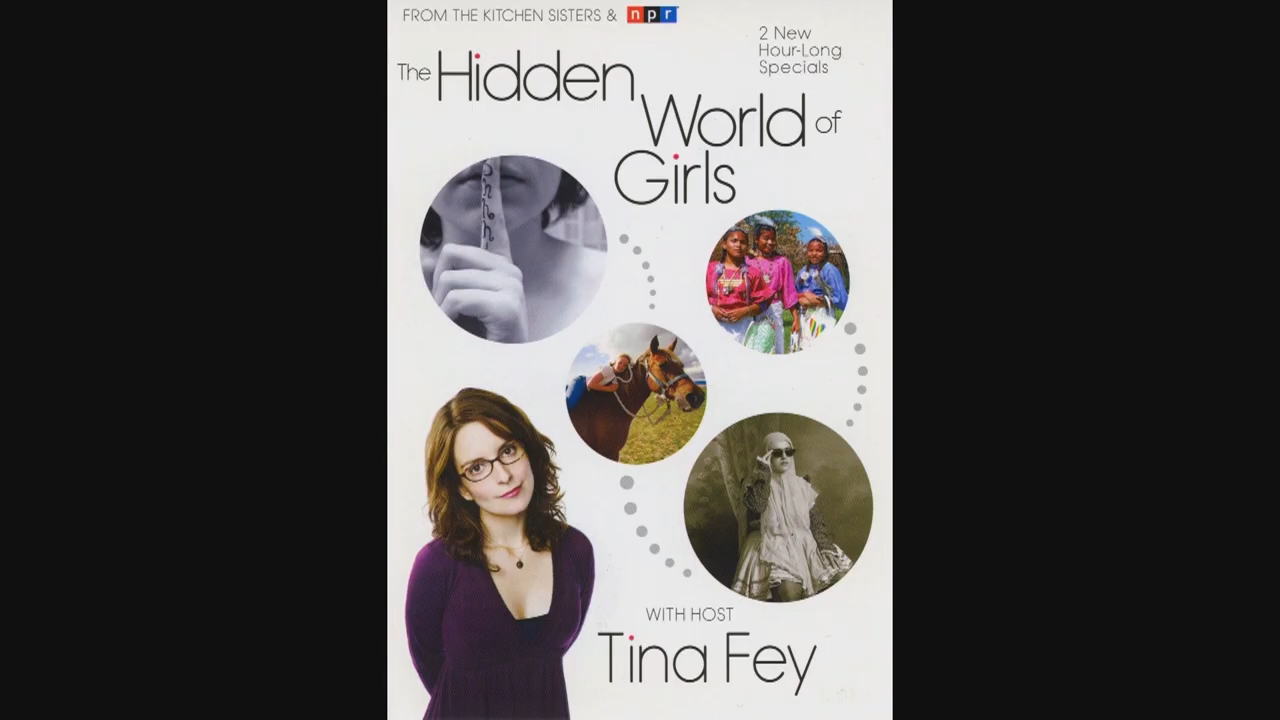 FROM THE KITCHEN SISTERS & npr
2 New
Hour-Long
Specials
The Hidden
World of
Girls
WITH HOST
Tina Fey